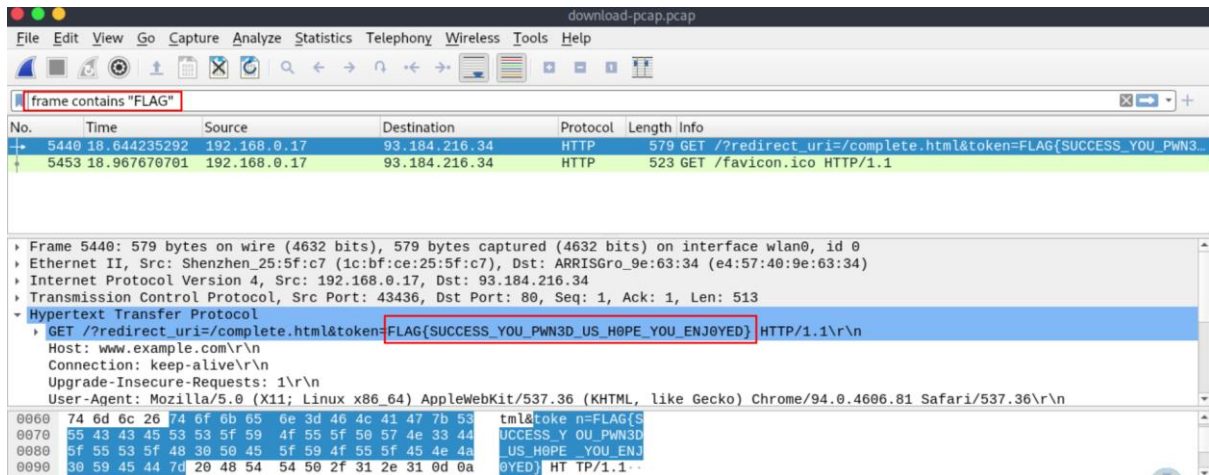 download-pcap.pcap
File Edit View Go Capture Analyze Statistics Telephony Wireless Tools Help
frame contains "FLAG"
No. Time Source Destination Protocol Length Info
5440 18.644235292 192.168.0.17 93.184.216.34 HTTP 579 GET /?redirect_uri=/complete.html&token=FLAG{SUCCESS_YOU_PWN3…
5453 18.967670701 192.168.0.17 93.184.216.34 HTTP 523 GET /favicon.ico HTTP/1.1
Frame 5440: 579 bytes on wire (4632 bits), 579 bytes captured (4632 bits) on interface wlan0, id 0
Ethernet II, Src: Shenzhen_25:5f:c7 (1c:bf:ce:25:5f:c7), Dst: ARRISGro_9e:63:34 (e4:57:40:9e:63:34)
Internet Protocol Version 4, Src: 192.168.0.17, Dst: 93.184.216.34
Transmission Control Protocol, Src Port: 43436, Dst Port: 80, Seq: 1, Ack: 1, Len: 513
Hypertext Transfer Protocol
GET /?redirect_uri=/complete.html&token=FLAG{SUCCESS_YOU_PWN3D_US_H0PE_YOU_ENJ0YED} HTTP/1.1\r\n
Host: www.example.com\r\n
Connection: keep-alive\r\n
Upgrade-Insecure-Requests: 1\r\n
User-Agent: Mozilla/5.0 (X11; Linux x86_64) AppleWebKit/537.36 (KHTML, like Gecko) Chrome/94.0.4606.81 Safari/537.36\r\n
0060 74 6d 6c 26 74 6f 6b 65 6e 3d 46 4c 41 47 7b 53 tml&toke n=FLAG{S
0070 55 43 43 45 53 53 5f 59 4f 55 5f 50 57 4e 33 44 UCCESS_Y OU_PWN3D
0080 5f 55 53 5f 48 30 50 45 5f 59 4f 55 5f 45 4e 4a _US_H0PE _YOU_ENJ
0090 30 59 45 44 7d 20 48 54 54 50 2f 31 2e 31 0d 0a 0YED} HT TP/1.1··